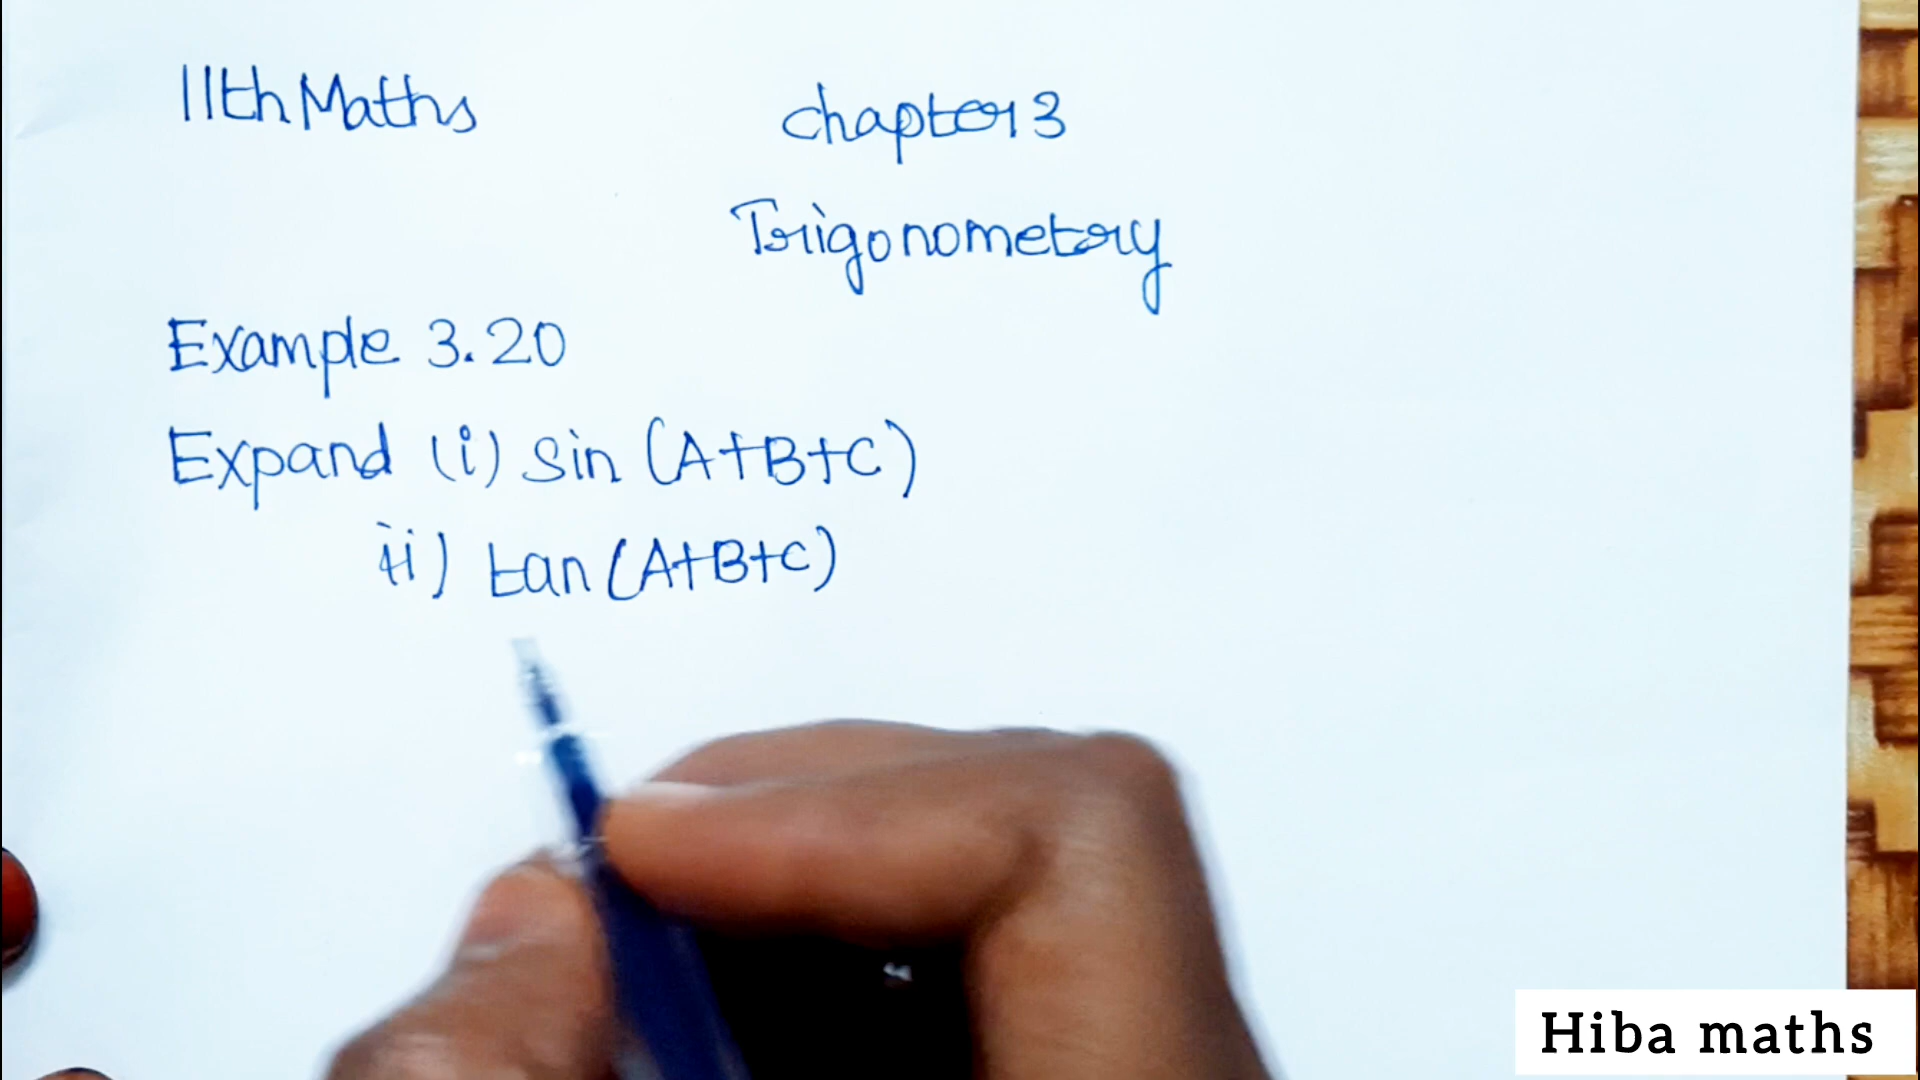 11th Maths chapter 3
Trigonometry
Example 3.20
Expand (i) sin (A+B+C)
ii) tan (A+B+C)
Hiba maths